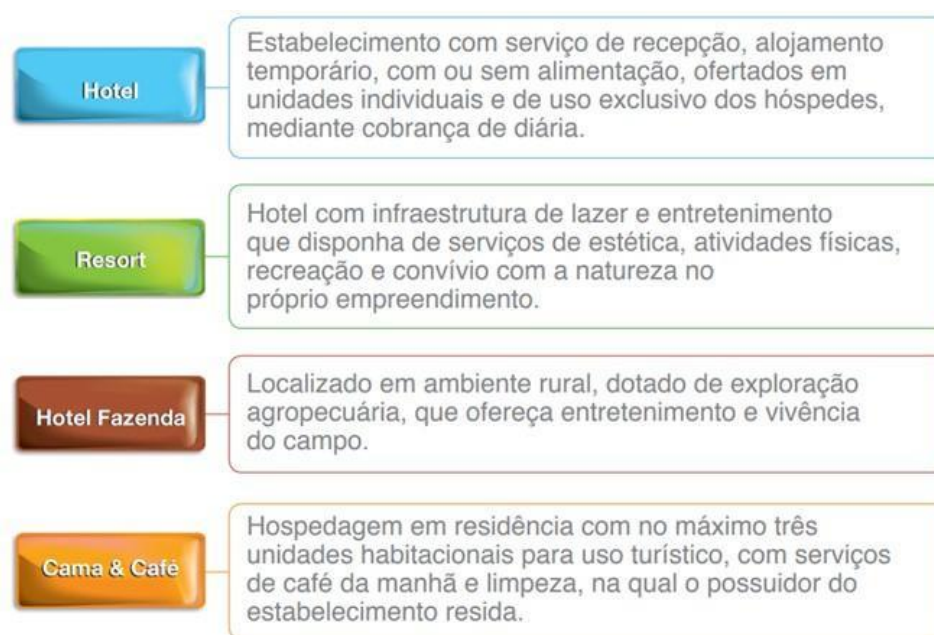 Hotel
Estabelecimento com serviço de recepção, alojamento
temporário, com ou sem alimentação, ofertados em
unidades individuais e de uso exclusivo dos hóspedes,
mediante cobrança de diária.
Resort
Hotel com infraestrutura de lazer e entretenimento
que disponha de serviços de estética, atividades físicas,
recreação e convívio com a natureza no
próprio empreendimento.
Hotel Fazenda
Localizado em ambiente rural, dotado de exploração
agropecuária, que ofereça entretenimento e vivência
do campo.
Cama & Café
Hospedagem em residência com no máximo três
unidades habitacionais para uso turístico, com serviços
de café da manhã e limpeza, na qual o possuidor do
estabelecimento resida.